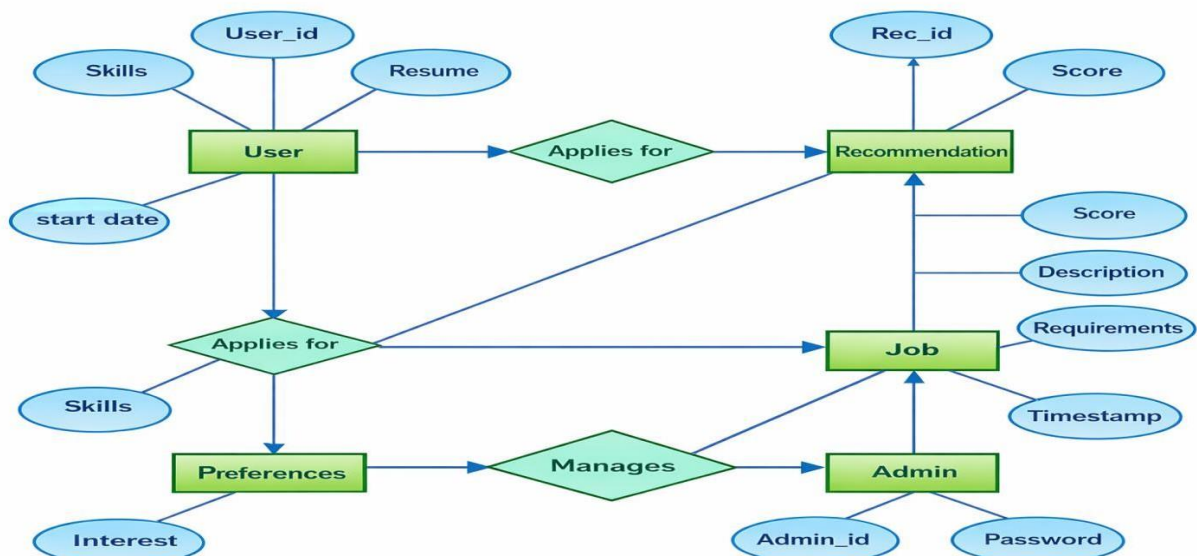 User_id
Rec_id
Skills
Resume
Score
User
Applies for
Recommendation
start date
Score
Description
Requirements
Applies for
Job
Skills
Timestamp
Preferences
Manages
Admin
Interest
Admin_id
Password